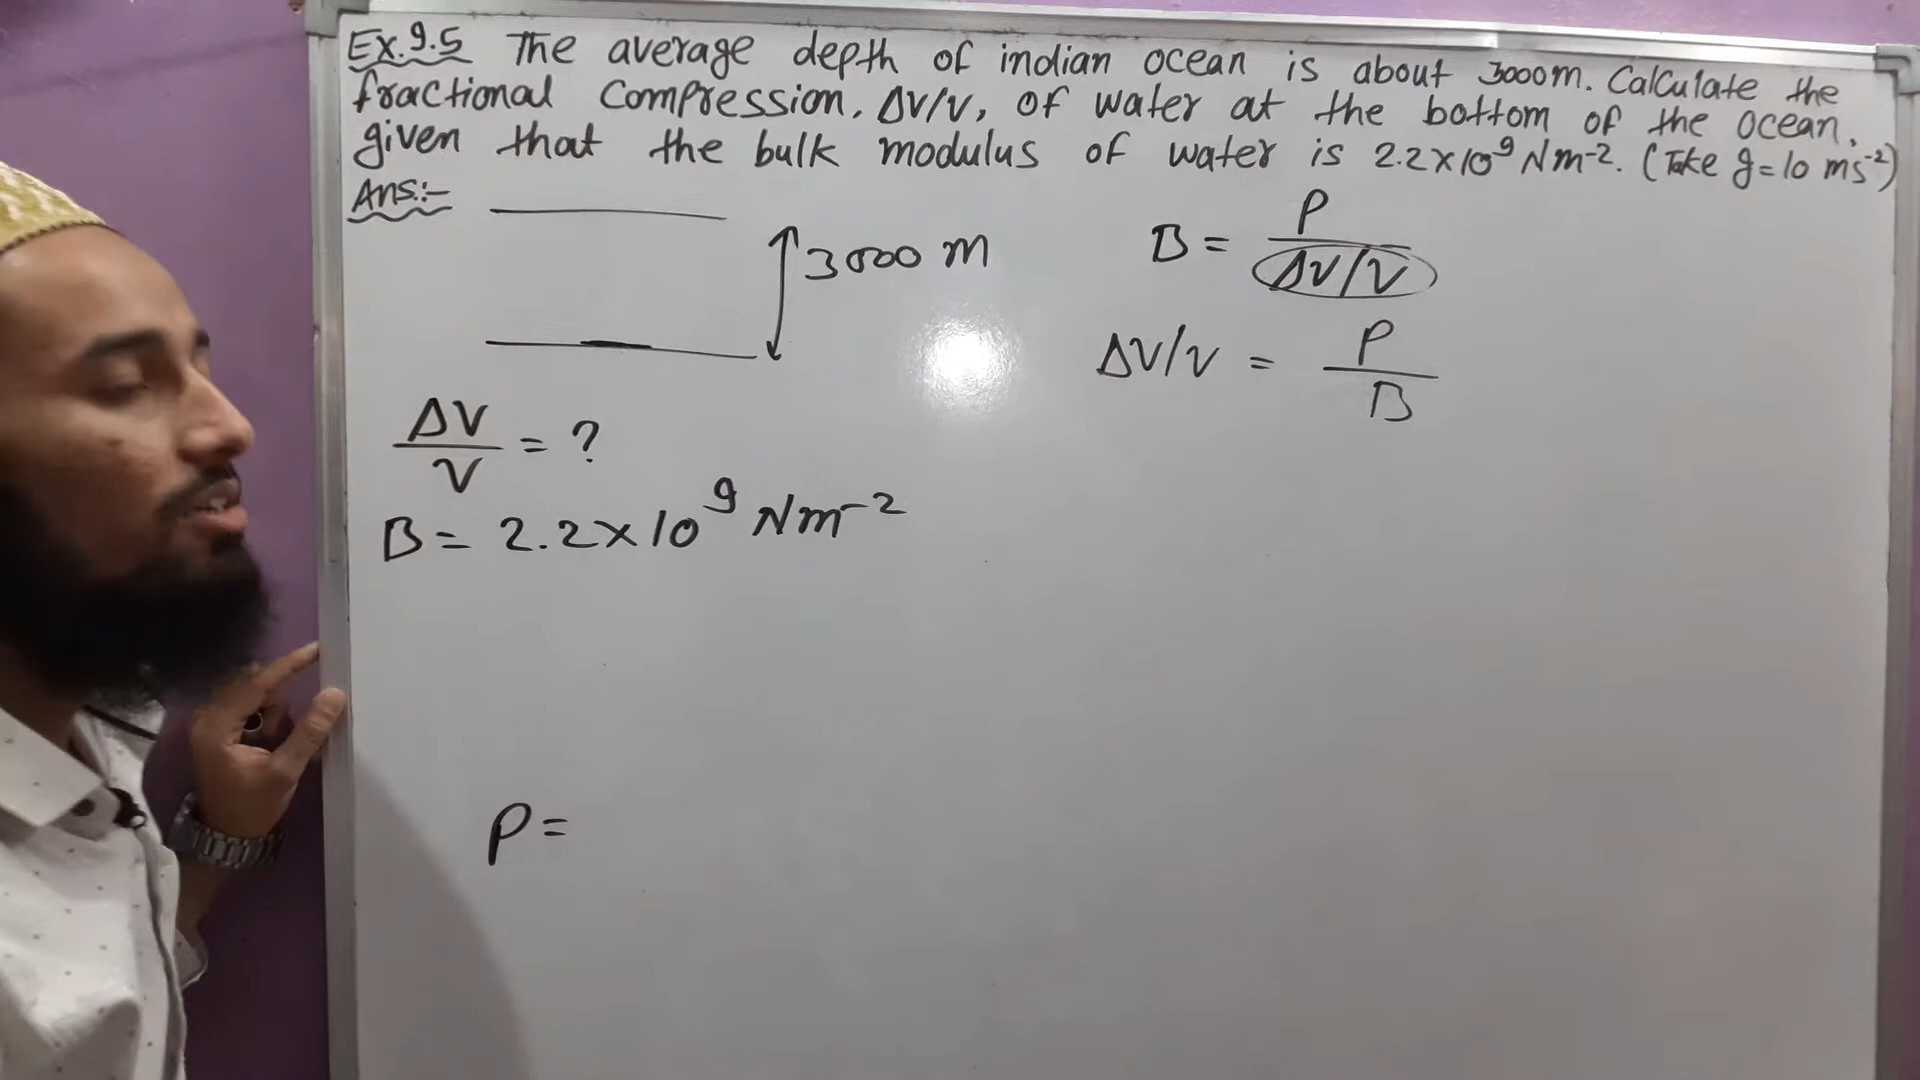 Ex.9.5 The average depth of indian ocean is about 3000m. Calculate the
fractional Compression, ΔV/V, of water at the bottom of the ocean,
given that the bulk modulus of water is 2.2×10⁹ Nm⁻². (Take g=10 ms⁻²)
Ans:-
3000 m
ΔV/V = ?
B = 2.2×10⁹ Nm⁻²
P =
B = P/(ΔV/V)
ΔV/V = P/B